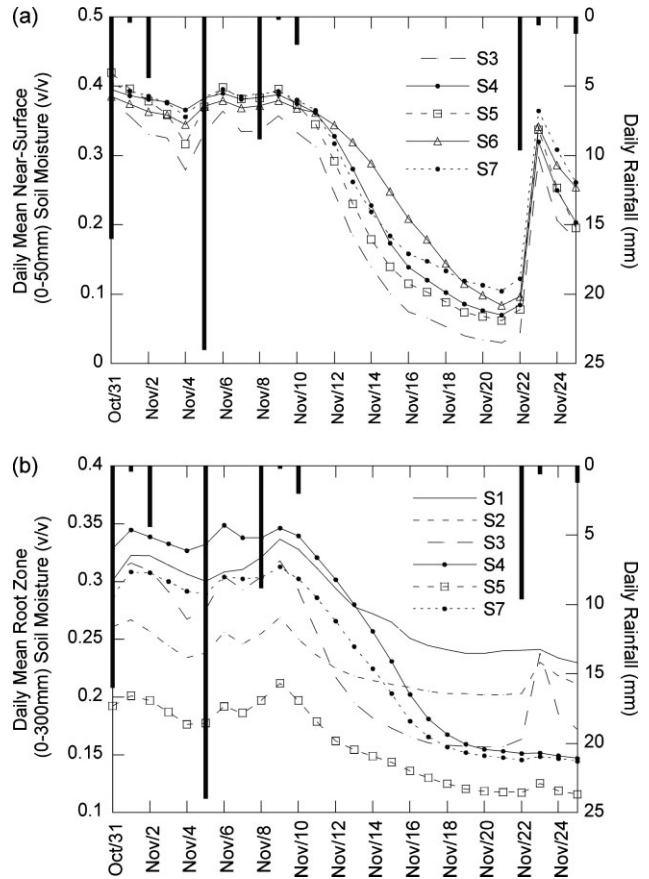 (a)
Daily Mean Near-Surface
(0-50mm) Soil Moisture (v/v)
0.5
0.4
0.3
0.2
0.1
0
S3
S4
S5
S6
S7
0
5
10
15
20
25
Daily Rainfall
(mm)
Oct/31
Nov/2
Nov/4
Nov/6
Nov/8
Nov/10
Nov/12
Nov/14
Nov/16
Nov/18
Nov/20
Nov/22
Nov/24
(b)
Daily Mean Root Zone
(0-300mm) Soil Moisture (v/v)
0.4
0.35
0.3
0.25
0.2
0.15
0.1
S1
S2
S3
S4
S5
S7
0
5
10
15
20
25
Daily Rainfall
(mm)
Oct/31
Nov/2
Nov/4
Nov/6
Nov/8
Nov/10
Nov/12
Nov/14
Nov/16
Nov/18
Nov/20
Nov/22
Nov/24